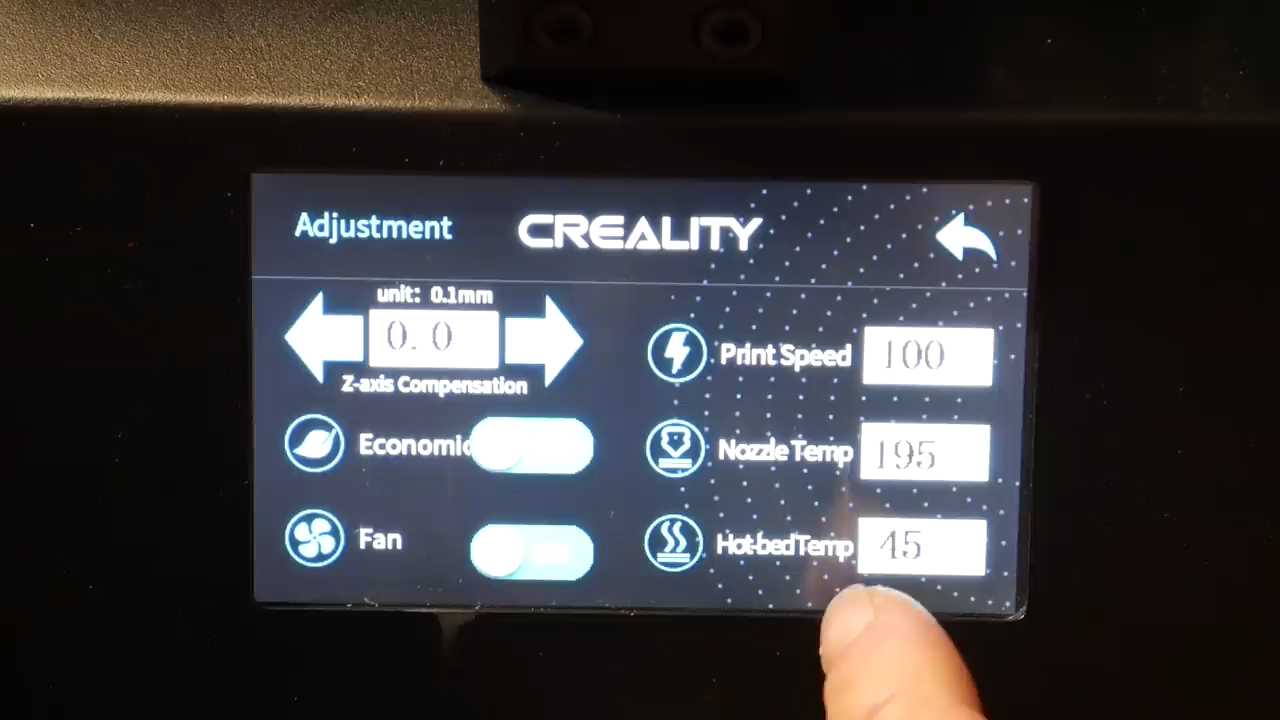 Adjustment
CREALITY
unit: 0.1mm
0.0
Z-axis Compensation
Print Speed
100
Economic
Nozzle Temp
195
Fan
Hot-bed Temp
45